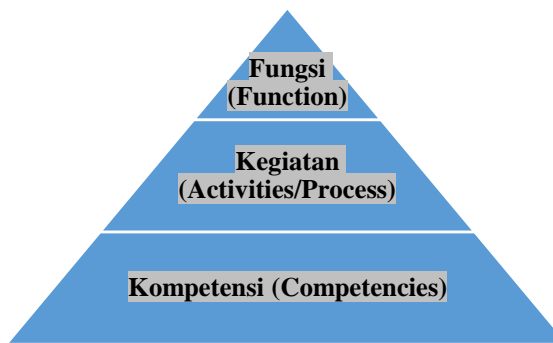 Fungsi
(Function)
Kegiatan
(Activities/Process)
Kompetensi (Competencies)